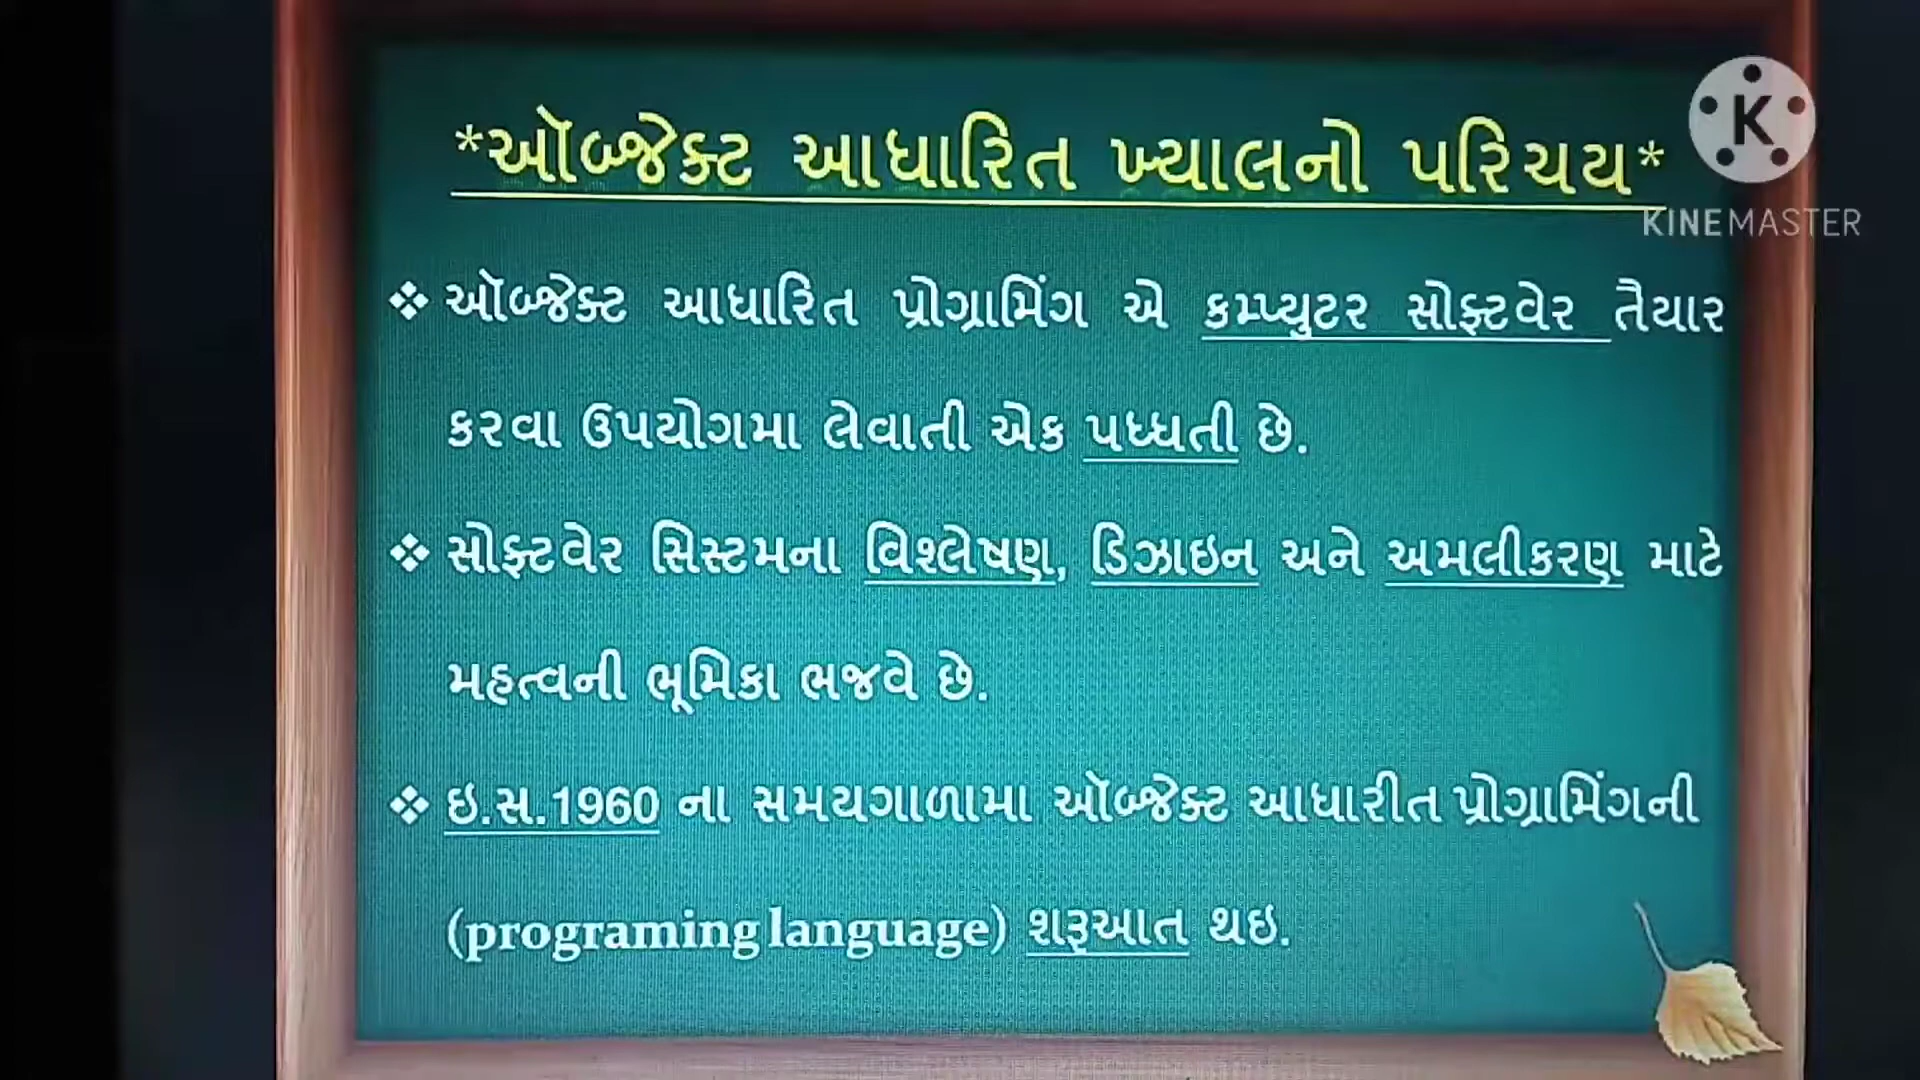 *ઑબ્જેક્ટ આધારિત ખ્યાલનો પરિચય*
KINEMASTER
❖ ઑબ્જેક્ટ આધારિત પ્રોગ્રામિંગ એ કમ્પ્યુટર સોફ્ટવેર તૈયાર
કરવા ઉપયોગમા લેવાતી એક પધ્ધતી છે.
❖ સોફ્ટવેર સિસ્ટમના વિશ્લેષણ, ડિઝાઇન અને અમલીકરણ માટે
મહત્વની ભૂમિકા ભજવે છે.
❖ ઇ.સ.1960 ના સમયગાળામા ઑબ્જેક્ટ આધારીત પ્રોગ્રામિંગની
(programing language) શરૂઆત થઇ.